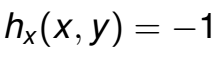 hₓ(x, y) = −1